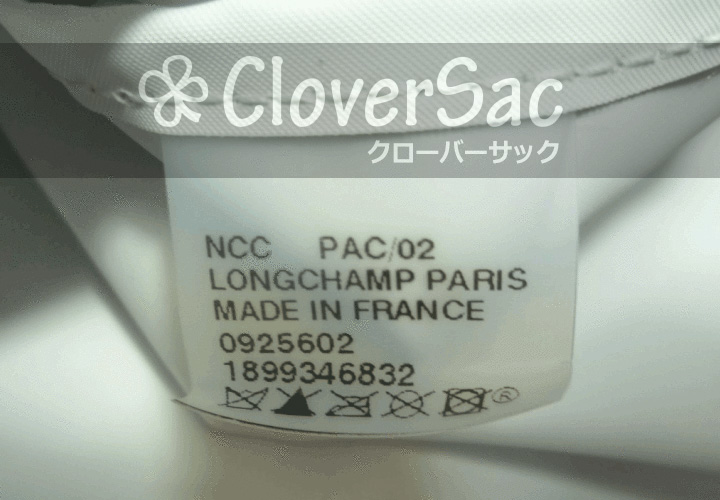 CloverSac
クローバーサック
NCC PAC/02
LONGCHAMP PARIS
MADE IN FRANCE
0925602
1899346832